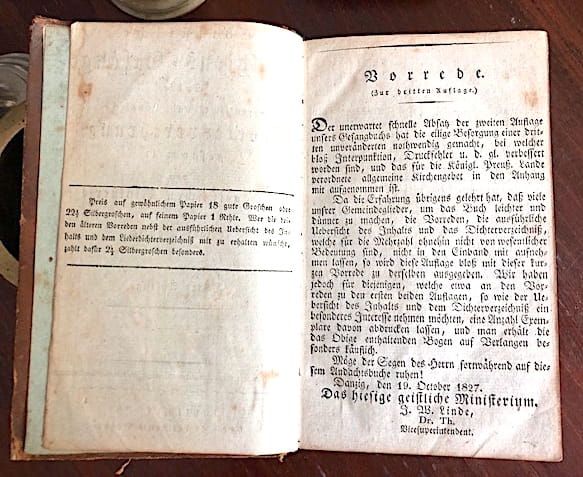 Preis auf gewöhnlichem Papier 18 gute Groschen oder
22½ Silbergroschen, auf feinem Papier 1 Rthlr. Wer die bei-
den älteren Vorreden nebst der ausführlichen Uebersicht des In-
halts und dem Liederdichterverzeichniß mit zu erhalten wünscht,
zahlt dafür 2½ Silbergroschen besonders.
Vorrede.
(Zur dritten Auflage.)
Der unerwartet schnelle Absatz der zweiten Auflage
unsers Gesangbuchs hat die eilige Besorgung einer drit-
ten unveränderten nothwendig gemacht, bei welcher
bloß Interpunktion, Druckfehler u. d. gl. verbessert
worden sind, und das für die Königl. Preuß. Lande
verordnete allgemeine Kirchengebet in den Anhang
mit aufgenommen ist.
Da die Erfahrung übrigens gelehrt hat, daß viele
unsrer Gemeindeglieder, um das Buch leichter und
dünner zu machen, die Vorreden, die ausführliche
Uebersicht des Inhalts und das Dichterverzeichniß,
welche für die Mehrzahl ohnehin nicht von wesentlicher
Bedeutung sind, nicht in den Einband mit aufneh-
men lassen, so wird diese Auflage bloß mit dieser kur-
zen Vorrede zu derselben ausgegeben. Wir haben
jedoch für diejenigen, welche etwa an den Vor-
reden zu den ersten beiden Auflagen, so wie der Ue-
bersicht des Inhalts und dem Dichterverzeichniß ein
besonderes Interesse nehmen möchten, eine Anzahl Exem-
plare davon abdrucken lassen, und man erhält die
das Obige enthaltenden Bogen auf Verlangen be-
sonders käuflich.
Möge der Segen des Herrn fortwährend auf die-
sem Andachtsbuche ruhen!
Danzig, den 19. October 1827.
Das hiesige geistliche Ministerium.
J. W. Linde,
Dr. Th.
Vicesuperintendent.